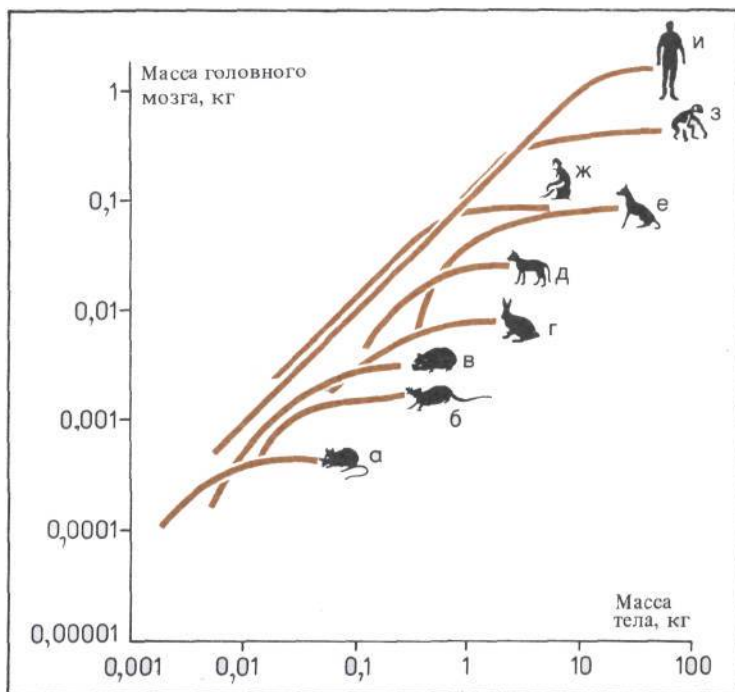 Масса головного
мозга, кг
и
1
з
ж
0,1
е
д
0,01
г
в
0,001
б
а
0,0001
Масса
тела, кг
0,00001
0,001
0,01
0,1
1
10
100